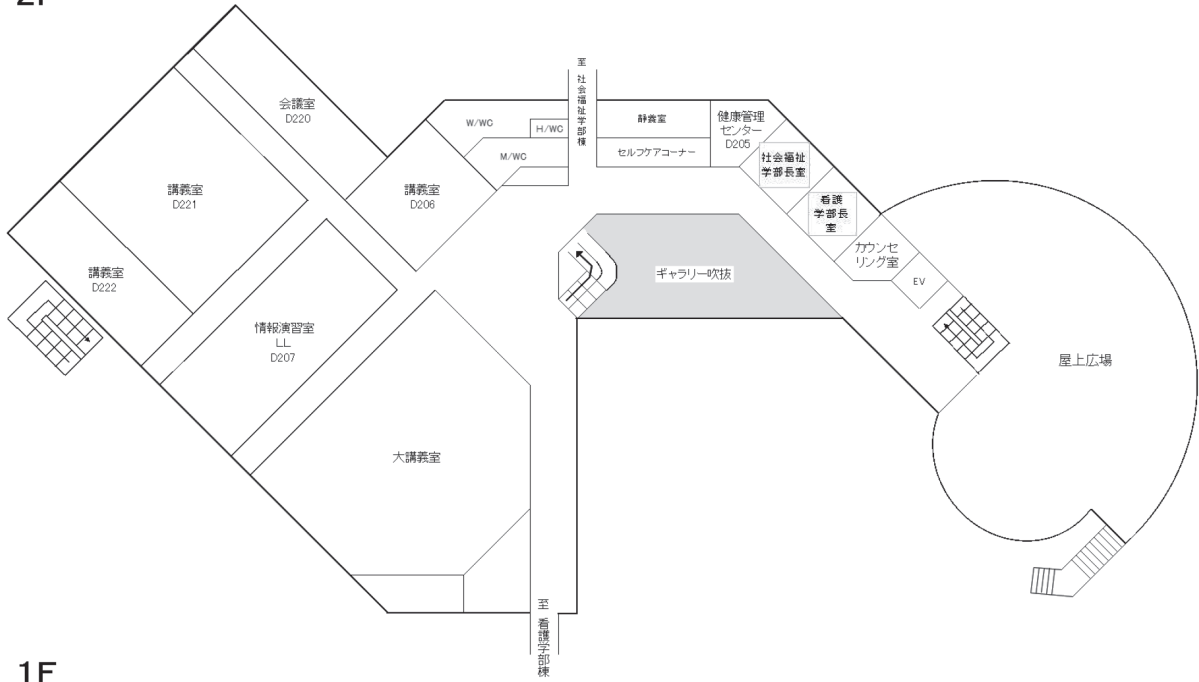 2F
会議室
D220
講義室
D221
講義室
D222
情報演習室
LL
D207
講義室
D206
大講義室
W/WC
H/WC
M/WC
至 社会福祉学部棟
静養室
セルフケアコーナー
健康管理
センター
D205
社会福祉
学部長室
看護
学部長
室
カウンセ
リング室
EV
ギャラリー吹抜
屋上広場
至 看護学部棟
1F